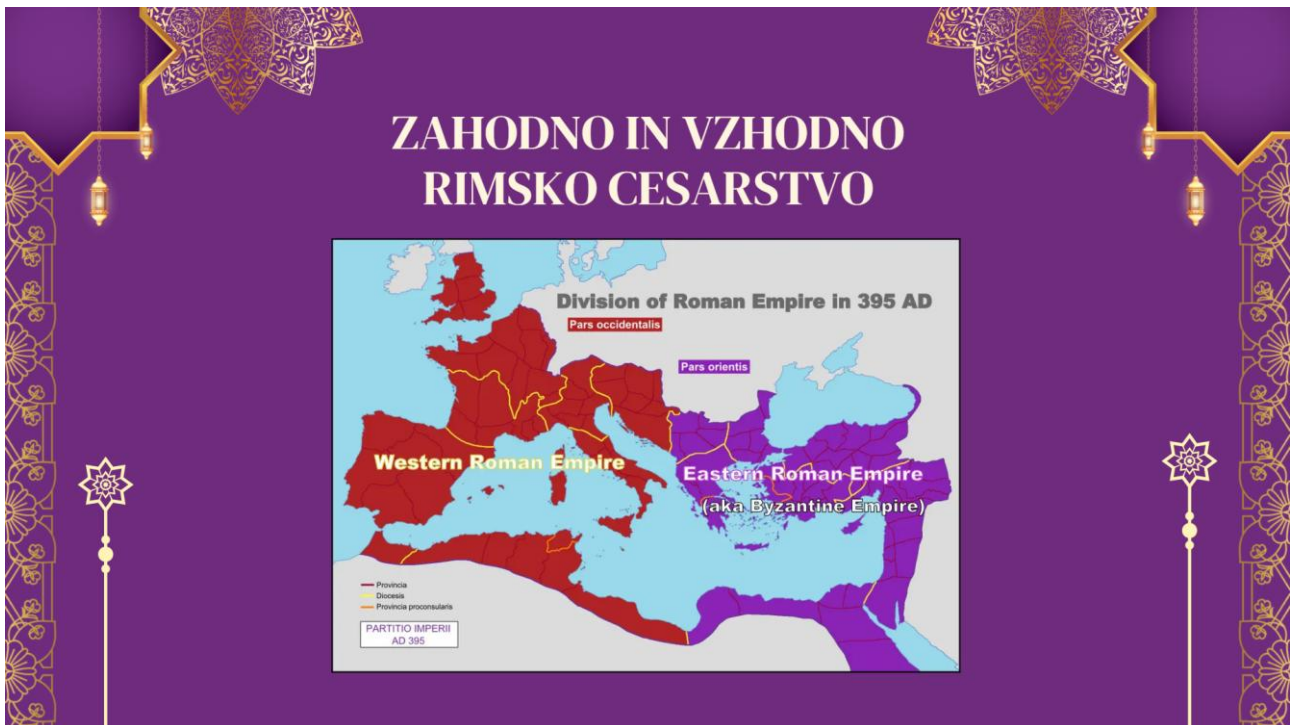 ZAHODNO IN VZHODNO
RIMSKO CESARSTVO
Division of Roman Empire in 395 AD
Pars occidentalis
Pars orientis
Western Roman Empire
Eastern Roman Empire
(aka Byzantine Empire)
Provincia
Diocesis
Provincia proconsularis
PARTITIO IMPERII
AD 395